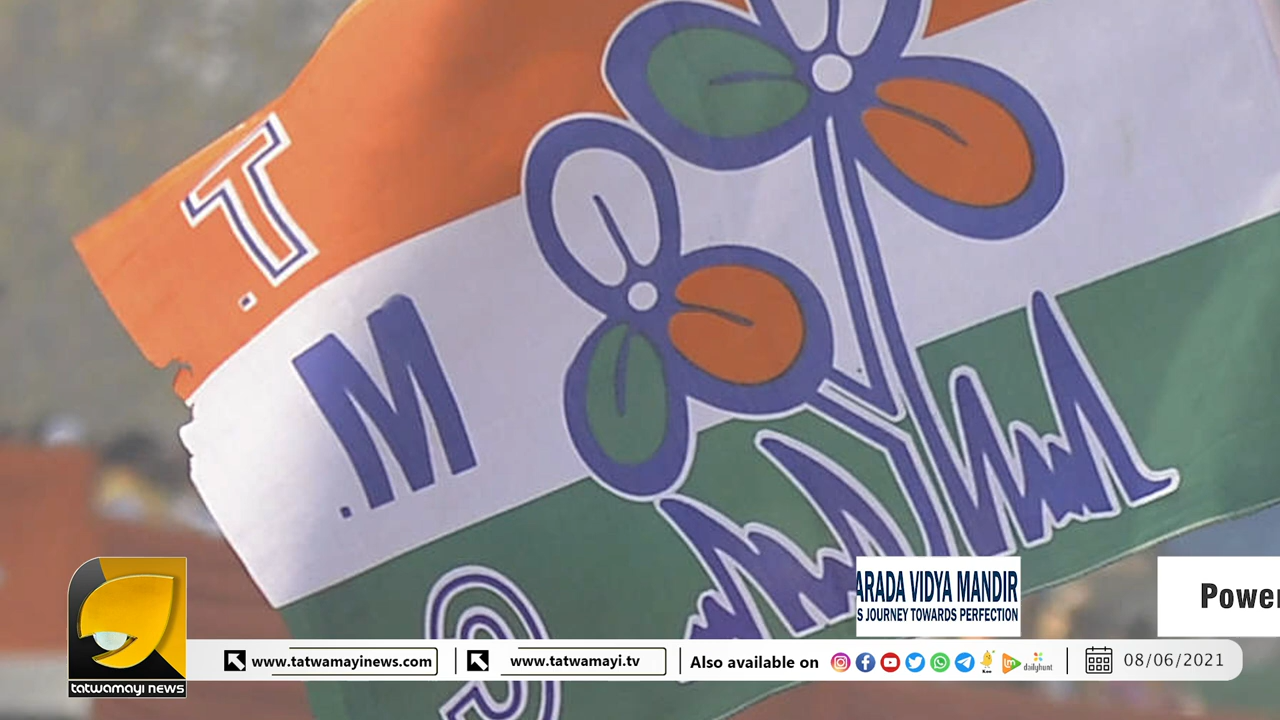 T.
M.
ARADA VIDYA MANDIR
S JOURNEY TOWARDS PERFECTION
Power
tatwamayi news
www.tatwamayinews.com
www.tatwamayi.tv
Also available on
dailyhunt
08/06/2021